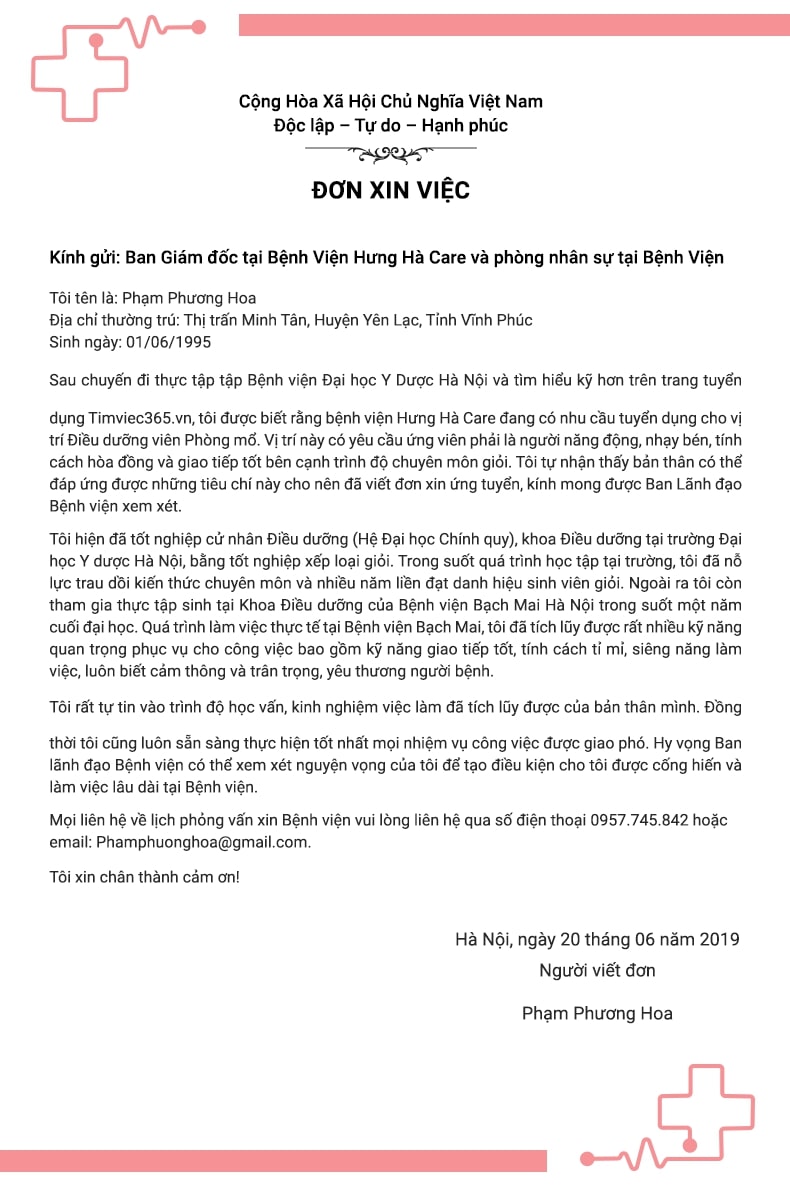 Cộng Hòa Xã Hội Chủ Nghĩa Việt Nam
Độc lập – Tự do – Hạnh phúc
ĐƠN XIN VIỆC
Kính gửi: Ban Giám đốc tại Bệnh Viện Hưng Hà Care và phòng nhân sự tại Bệnh Viện
Tôi tên là: Phạm Phương Hoa
Địa chỉ thường trú: Thị trấn Minh Tân, Huyện Yên Lạc, Tỉnh Vĩnh Phúc
Sinh ngày: 01/06/1995
Sau chuyến đi thực tập tập Bệnh viện Đại học Y Dược Hà Nội và tìm hiểu kỹ hơn trên trang tuyển
dụng Timviec365.vn, tôi được biết rằng bệnh viện Hưng Hà Care đang có nhu cầu tuyển dụng cho vị
trí Điều dưỡng viên Phòng mổ. Vị trí này có yêu cầu ứng viên phải là người năng động, nhạy bén, tính
cách hòa đồng và giao tiếp tốt bên cạnh trình độ chuyên môn giỏi. Tôi tự nhận thấy bản thân có thể
đáp ứng được những tiêu chí này cho nên đã viết đơn xin ứng tuyển, kính mong được Ban Lãnh đạo
Bệnh viện xem xét.
Tôi hiện đã tốt nghiệp cử nhân Điều dưỡng (Hệ Đại học Chính quy), khoa Điều dưỡng tại trường Đại
học Y dược Hà Nội, bằng tốt nghiệp xếp loại giỏi. Trong suốt quá trình học tập tại trường, tôi đã nỗ
lực trau dồi kiến thức chuyên môn và nhiều năm liền đạt danh hiệu sinh viên giỏi. Ngoài ra tôi còn
tham gia thực tập sinh tại Khoa Điều dưỡng của Bệnh viện Bạch Mai Hà Nội trong suốt một năm
cuối đại học. Quá trình làm việc thực tế tại Bệnh viện Bạch Mai, tôi đã tích lũy được rất nhiều kỹ năng
quan trọng phục vụ cho công việc bao gồm kỹ năng giao tiếp tốt, tính cách tỉ mỉ, siêng năng làm
việc, luôn biết cảm thông và trân trọng, yêu thương người bệnh.
Tôi rất tự tin vào trình độ học vấn, kinh nghiệm việc làm đã tích lũy được của bản thân mình. Đồng
thời tôi cũng luôn sẵn sàng thực hiện tốt nhất mọi nhiệm vụ công việc được giao phó. Hy vọng Ban
lãnh đạo Bệnh viện có thể xem xét nguyện vọng của tôi để tạo điều kiện cho tôi được cống hiến và
làm việc lâu dài tại Bệnh viện.
Mọi liên hệ về lịch phỏng vấn xin Bệnh viện vui lòng liên hệ qua số điện thoại 0957.745.842 hoặc
email: Phamphuonghoa@gmail.com.
Tôi xin chân thành cảm ơn!
Hà Nội, ngày 20 tháng 06 năm 2019
Người viết đơn
Phạm Phương Hoa